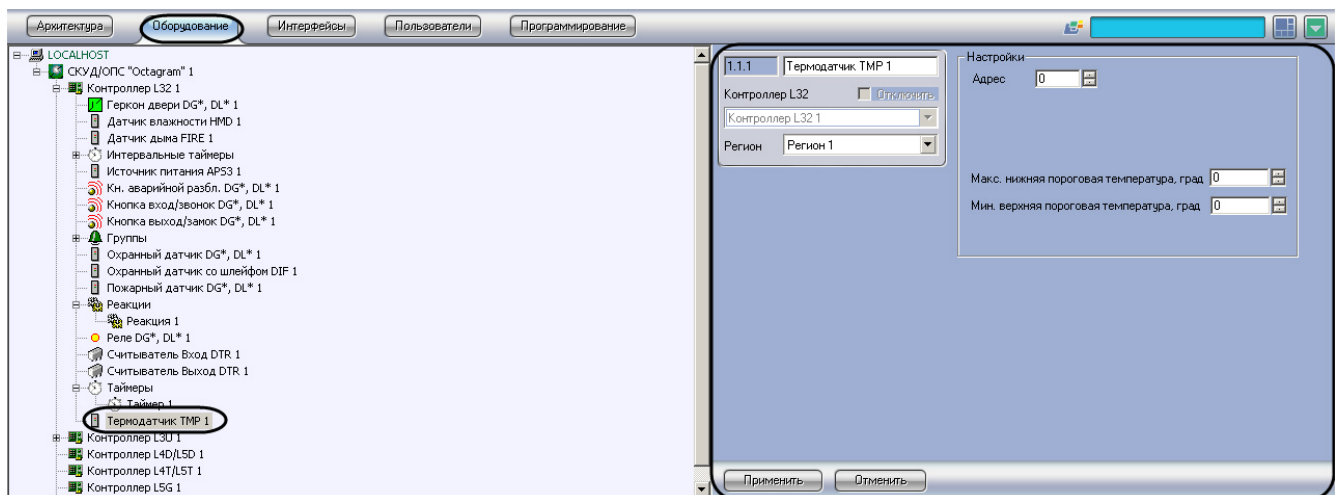 Архитектура Оборудование Интерфейсы Пользователи Программирование
LOCALHOST
СКУД/ОПС "Octagram" 1
Контроллер L32 1
Геркон двери DG*, DL* 1
Датчик влажности HMD 1
Датчик дыма FIRE 1
Интервальные таймеры
Источник питания APS3 1
Кн. аварийной разбл. DG*, DL* 1
Кнопка вход/звонок DG*, DL* 1
Кнопка выход/замок DG*, DL* 1
Группы
Охранный датчик DG*, DL* 1
Охранный датчик со шлейфом DIF 1
Пожарный датчик DG*, DL* 1
Реакции
Реакция 1
Реле DG*, DL* 1
Считыватель Вход DTR 1
Считыватель Выход DTR 1
Таймеры
Таймер 1
Термодатчик TMP 1
Контроллер L3U 1
Контроллер L4D/L5D 1
Контроллер L4T/L5T 1
Контроллер L5G 1
1.1.1 Термодатчик TMP 1
Контроллер L32 Отключить
Контроллер L32 1
Регион Регион 1
Настройки
Адрес 0
Макс. нижняя пороговая температура, град 0
Мин. верхняя пороговая температура, град 0
Применить Отменить